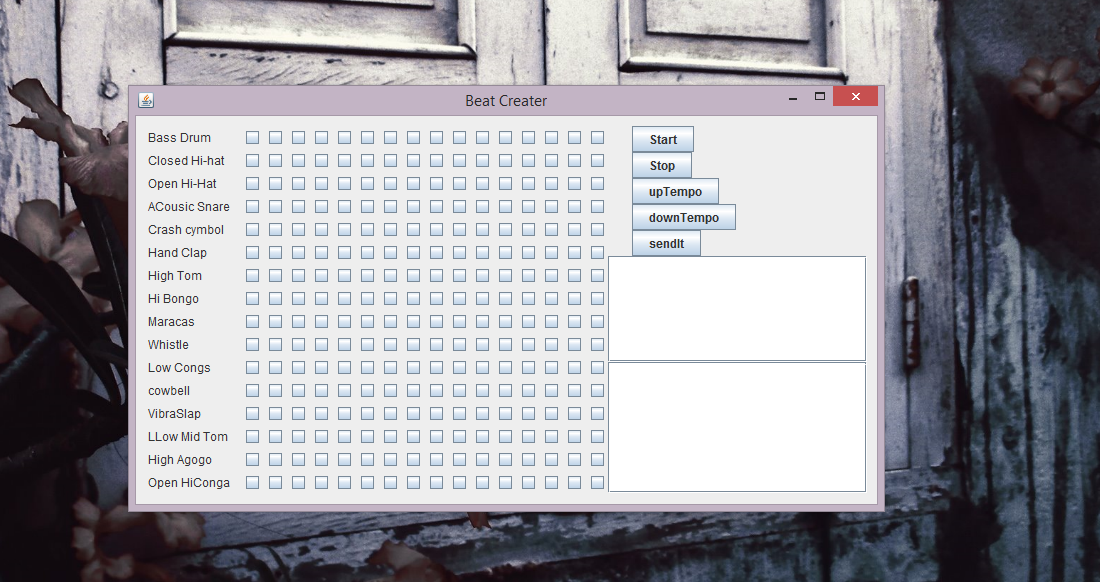 Beat Creater
Bass Drum
Closed Hi-hat
Open Hi-Hat
ACousic Snare
Crash cymbol
Hand Clap
High Tom
Hi Bongo
Maracas
Whistle
Low Congs
cowbell
VibraSlap
LLow Mid Tom
High Agogo
Open HiConga
Start
Stop
upTempo
downTempo
sendIt